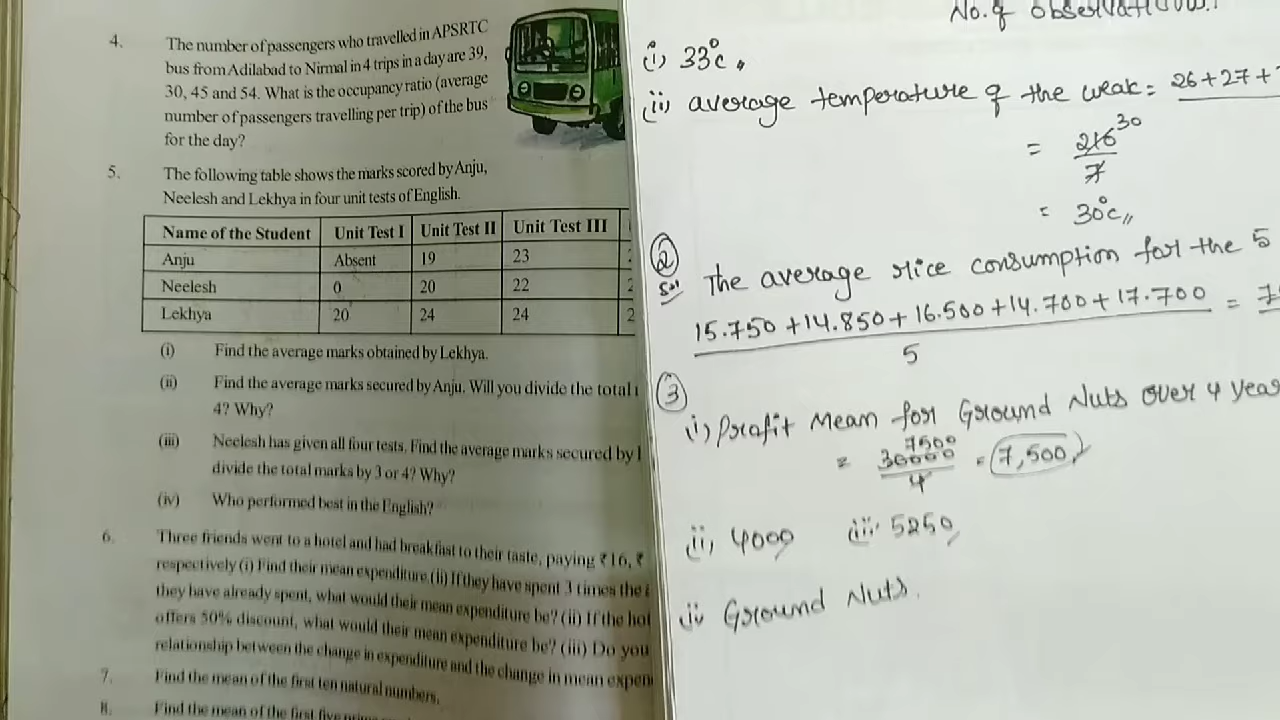 4. The number of passengers who travelled in APSRTC
bus from Adilabad to Nirmal in 4 trips in a day are 39,
30, 45 and 54. What is the occupancy ratio (average
number of passengers travelling per trip) of the bus
for the day?
5. The following table shows the marks scored by Anju,
Neelesh and Lekhya in four unit tests of English.
Name of the Student Unit Test I Unit Test II Unit Test III
Anju Absent 19 23
Neelesh 0 20 22
Lekhya 20 24 24
(i) Find the average marks obtained by Lekhya.
(ii) Find the average marks secured by Anju. Will you divide the total
4? Why?
(iii) Neelesh has given all four tests. Find the average marks secured by
divide the total marks by 3 or 4? Why?
(iv) Who performed best in the English?
6. Three friends went to a hotel and had breakfast to their taste, paying ₹16, ₹
respectively (i) Find their mean expenditure. (ii) If they have spent 3 times the
they have already spent, what would their mean expenditure be? (ii) If the
offers 50% discount, what would their mean expenditure be? (iii) Do you
relationship between the change in expenditure and the change in mean
7. Find the mean of the first ten natural numbers.
8. Find the mean of the first five
No. of observations.
(i) 33°c
(ii) average temperature of the weak = 26+27+
= 216 30
7
= 30°c
2
Sol The average rice consumption for the 5
15.750+14.850+16.500+14.700+17.700 =
5
3
(i) Profit Mean for Ground Nuts over 4 year
7500
= 30000 = 7,500
4
(ii) 4000 (iii) 5250
Ground Nuts.